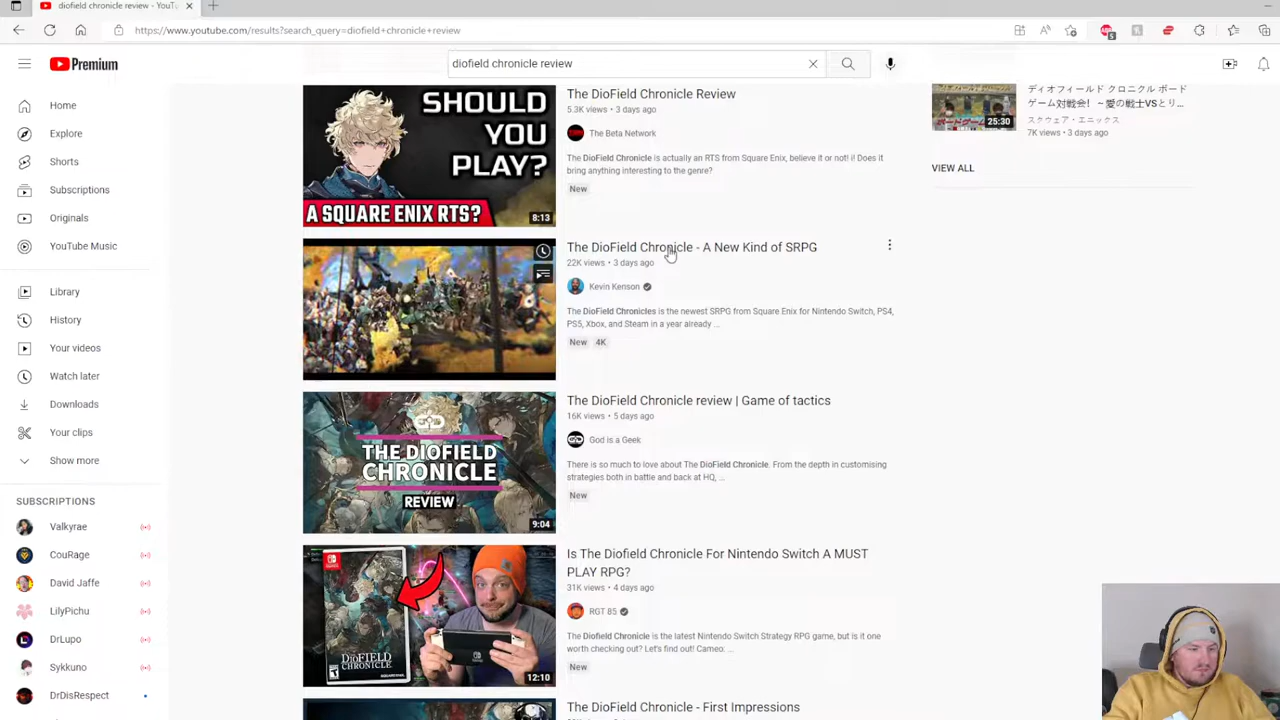 diofield chronicle review - YouTu
https://www.youtube.com/results?search_query=diofield+chronicle+review
5
Premium
diofield chronicle review
Home
Explore
Shorts
Subscriptions
Originals
YouTube Music
Library
History
Your videos
Watch later
Downloads
Your clips
Show more
SUBSCRIPTIONS
Valkyrae
CouRage
David Jaffe
LilyPichu
DrLupo
Sykkuno
DrDisRespect
SHOULD
YOU
PLAY?
A SQUARE ENIX RTS?
8:13
The DioField Chronicle Review
5.3K views • 3 days ago
The Beta Network
The DioField Chronicle is actually an RTS from Square Enix, believe it or not! i! Does it
bring anything interesting to the genre?
New
The DioField Chronicle - A New Kind of SRPG
22K views • 3 days ago
Kevin Kenson
The DioField Chronicles is the newest SRPG from Square Enix for Nintendo Switch, PS4,
PS5, Xbox, and Steam in a year already ...
New 4K
THE DIOFIELD
CHRONICLE
REVIEW
9:04
The DioField Chronicle review | Game of tactics
16K views • 5 days ago
God is a Geek
There is so much to love about The DioField Chronicle. From the depth in customising
strategies both in battle and back at HQ, ...
New
DIOFIELD
CHRONICLE
12:10
Is The Diofield Chronicle For Nintendo Switch A MUST
PLAY RPG?
31K views • 4 days ago
RGT 85
The Diofield Chronicle is the latest Nintendo Switch Strategy RPG game, but is it one
worth checking out? Let's find out! Cameo: ...
New
The DioField Chronicle - First Impressions
25:30
ディオフィールド クロニクル ボード
ゲーム対戦会！～愛の戦士VSとり...
スクウェア・エニックス
7K views • 3 days ago
VIEW ALL